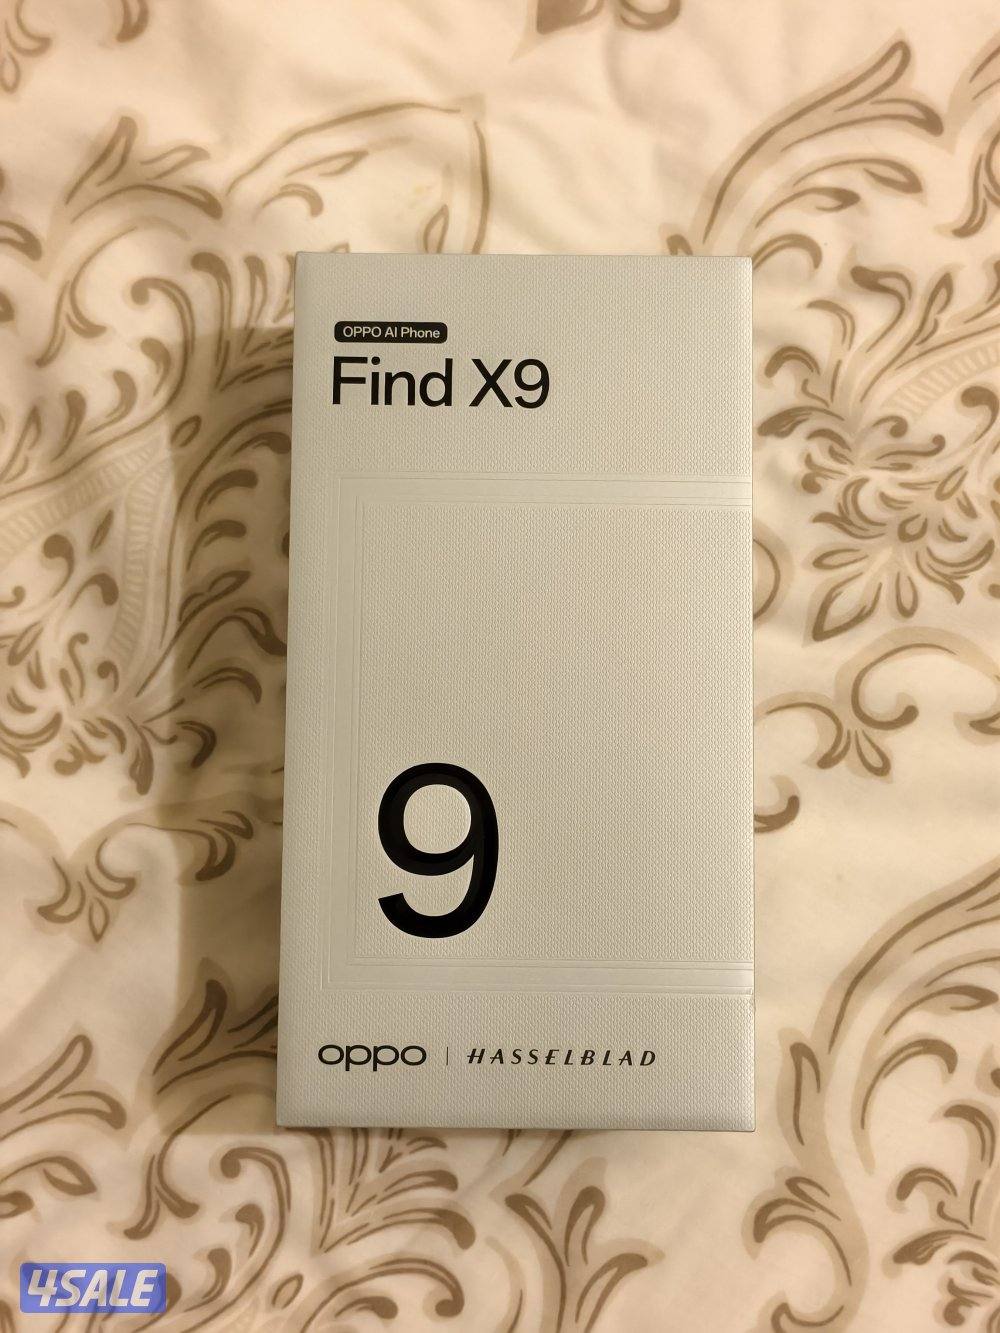 OPPO AI Phone
Find X9
9
oppo | HASSELBLAD
4SALE